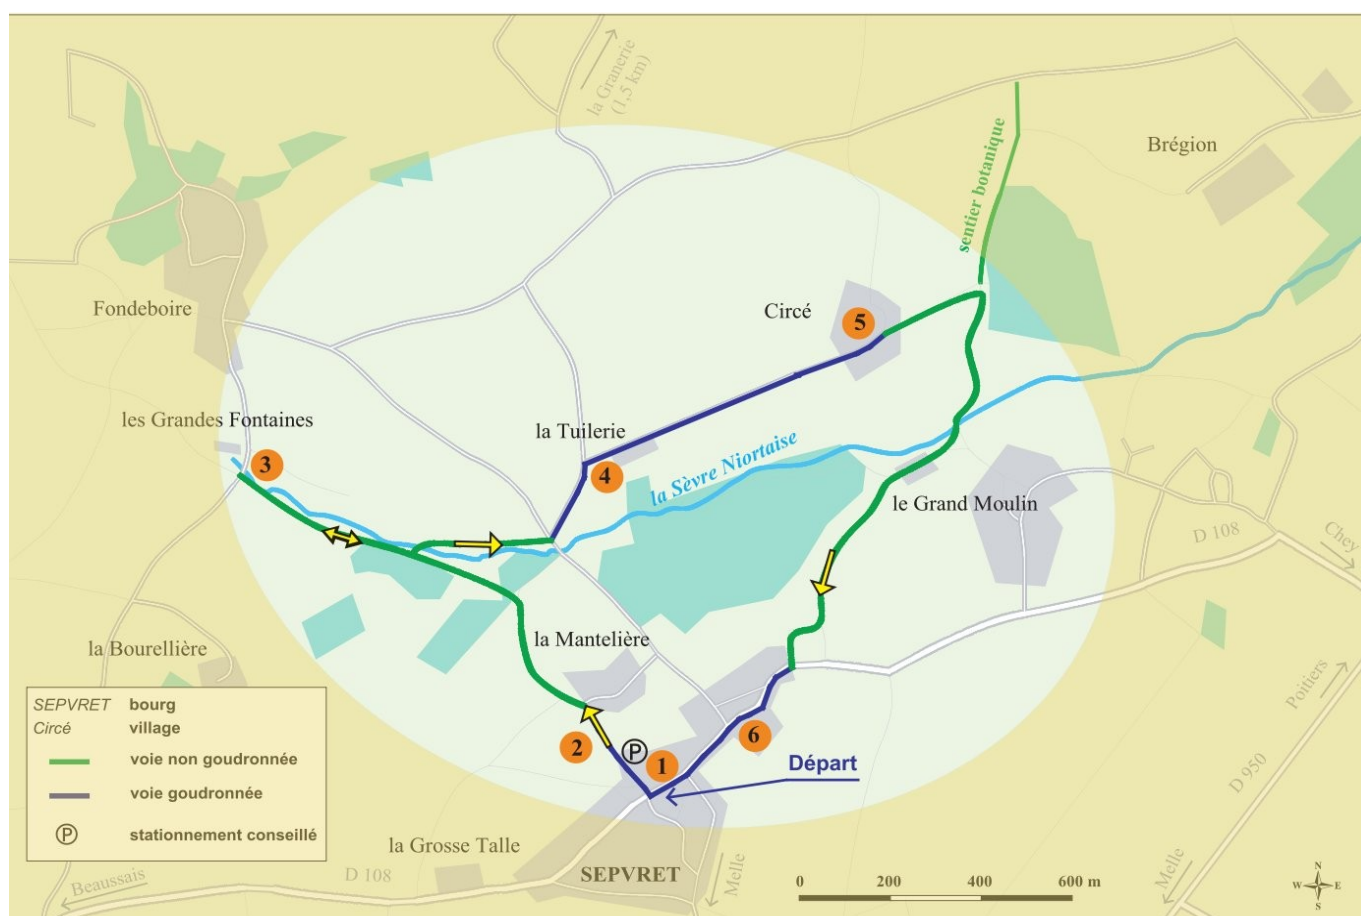 la Granerie
(1,5 km)
sentier botanique
Brégion
Fondeboire
Circé
5
les Grandes Fontaines
3
la Tuilerie
4
la Sèvre Niortaise
le Grand Moulin
D 108
Chey
la Mantelière
la Bourellière
Poitiers
SEPVRET bourg
Circé village
voie non goudronnée
voie goudronnée
P stationnement conseillé
2
P
1
6
Départ
D 950
la Grosse Talle
D 108
SEPVRET
Beaussais
Melle
Melle
0 200 400 600 m
N
W E
S